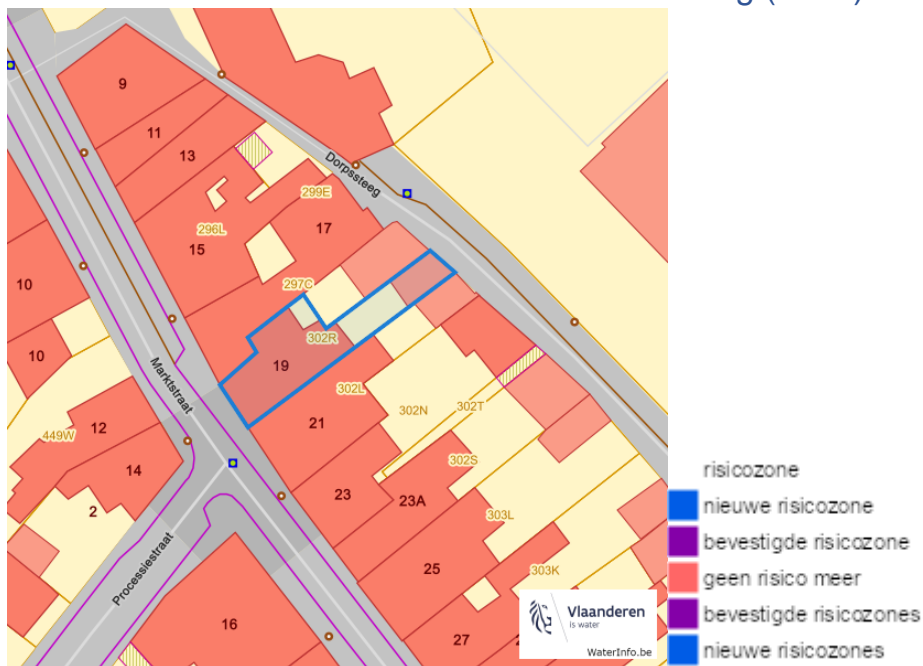 9
11
13
Dorpssteeg
299E
17
296L
15
10
297C
302R
19
10
Marktstraat
302L
302N
302T
21
12
449W
14
302S
23
23A
2
303L
Processiestraat
25
303K
16
27
Vlaanderen
is water
WaterInfo.be
risicozone
nieuwe risicozone
bevestigde risicozone
geen risico meer
bevestigde risicozones
nieuwe risicozones